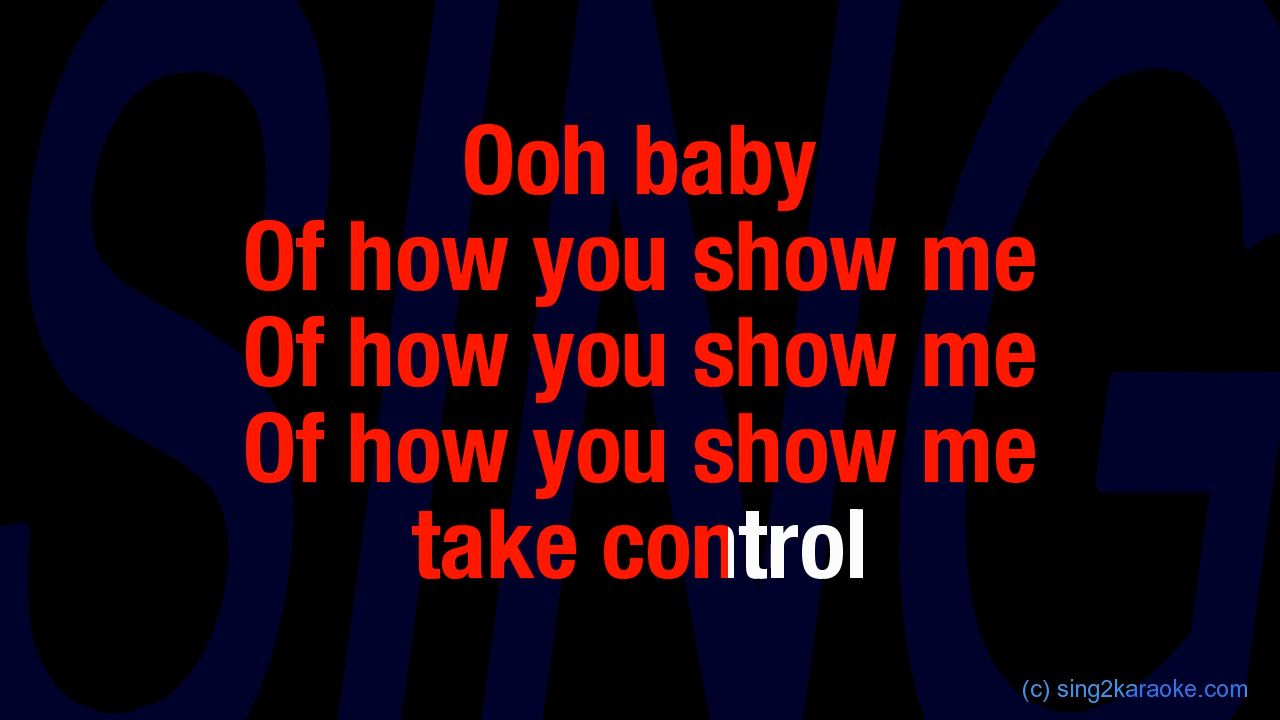 Ooh baby
Of how you show me
Of how you show me
Of how you show me
take control
(c) sing2karaoke.com
SING